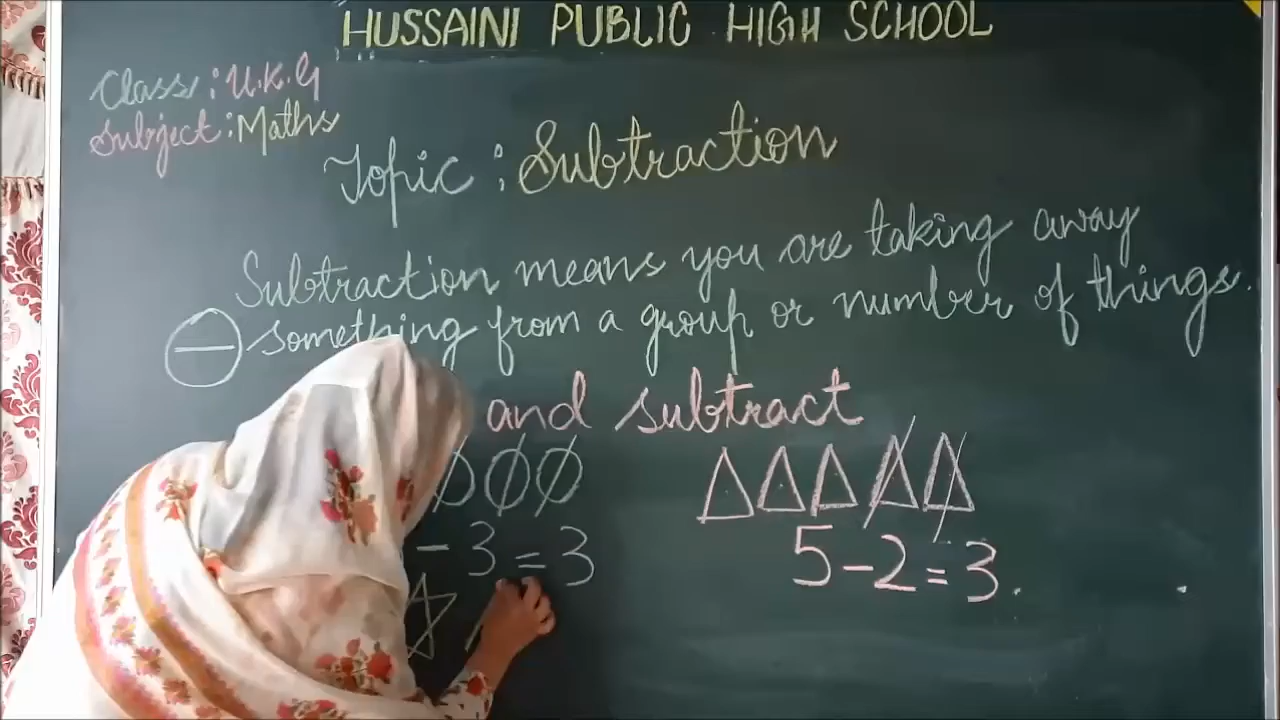 HUSSAINI PUBLIC HIGH SCHOOL
Class: U.K.G
Subject: Maths
Topic: Subtraction
Subtraction means you are taking away
something from a group or number of things.
and subtract
- 3 = 3
5 - 2 = 3.